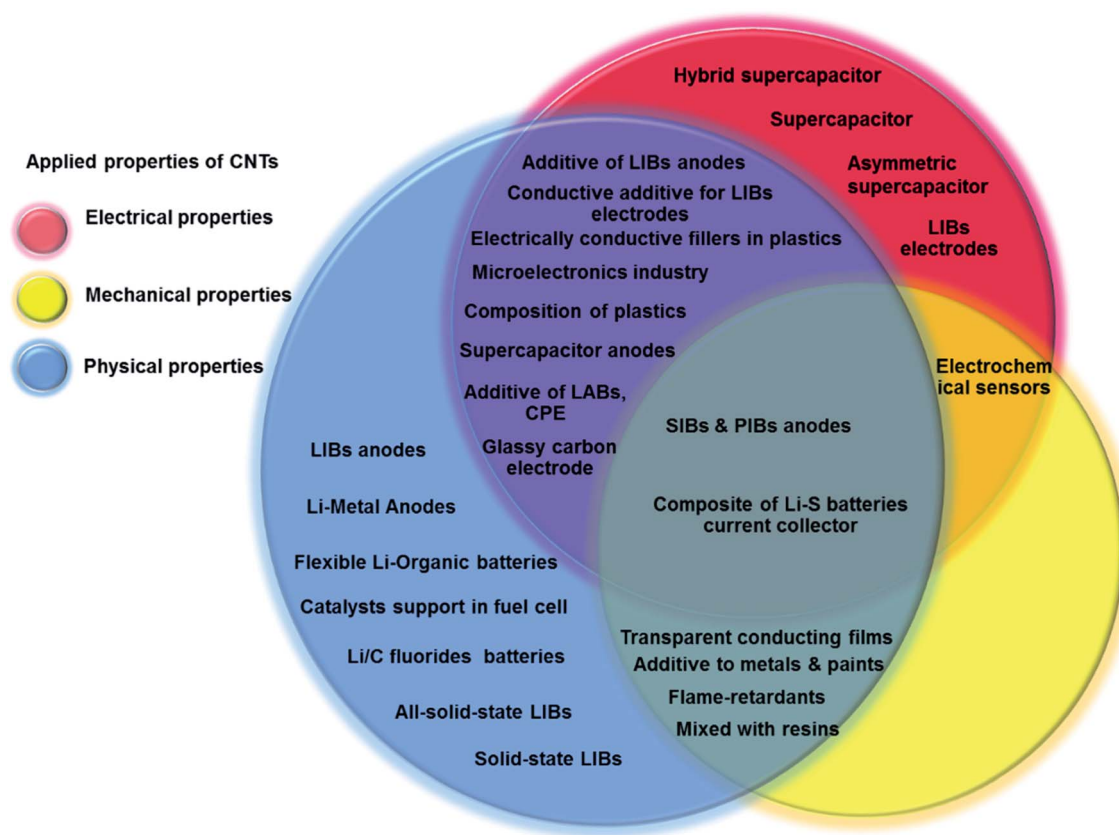 Applied properties of CNTs
Electrical properties
Mechanical properties
Physical properties
Hybrid supercapacitor
Supercapacitor
Asymmetric
supercapacitor
LIBs
electrodes
Additive of LIBs anodes
Conductive additive for LIBs
electrodes
Electrically conductive fillers in plastics
Microelectronics industry
Composition of plastics
Supercapacitor anodes
Additive of LABs,
CPE
Glassy carbon
electrode
Electrochem
ical sensors
SIBs & PIBs anodes
Composite of Li-S batteries
current collector
LIBs anodes
Li-Metal Anodes
Flexible Li-Organic batteries
Catalysts support in fuel cell
Li/C fluorides batteries
All-solid-state LIBs
Solid-state LIBs
Transparent conducting films
Additive to metals & paints
Flame-retardants
Mixed with resins